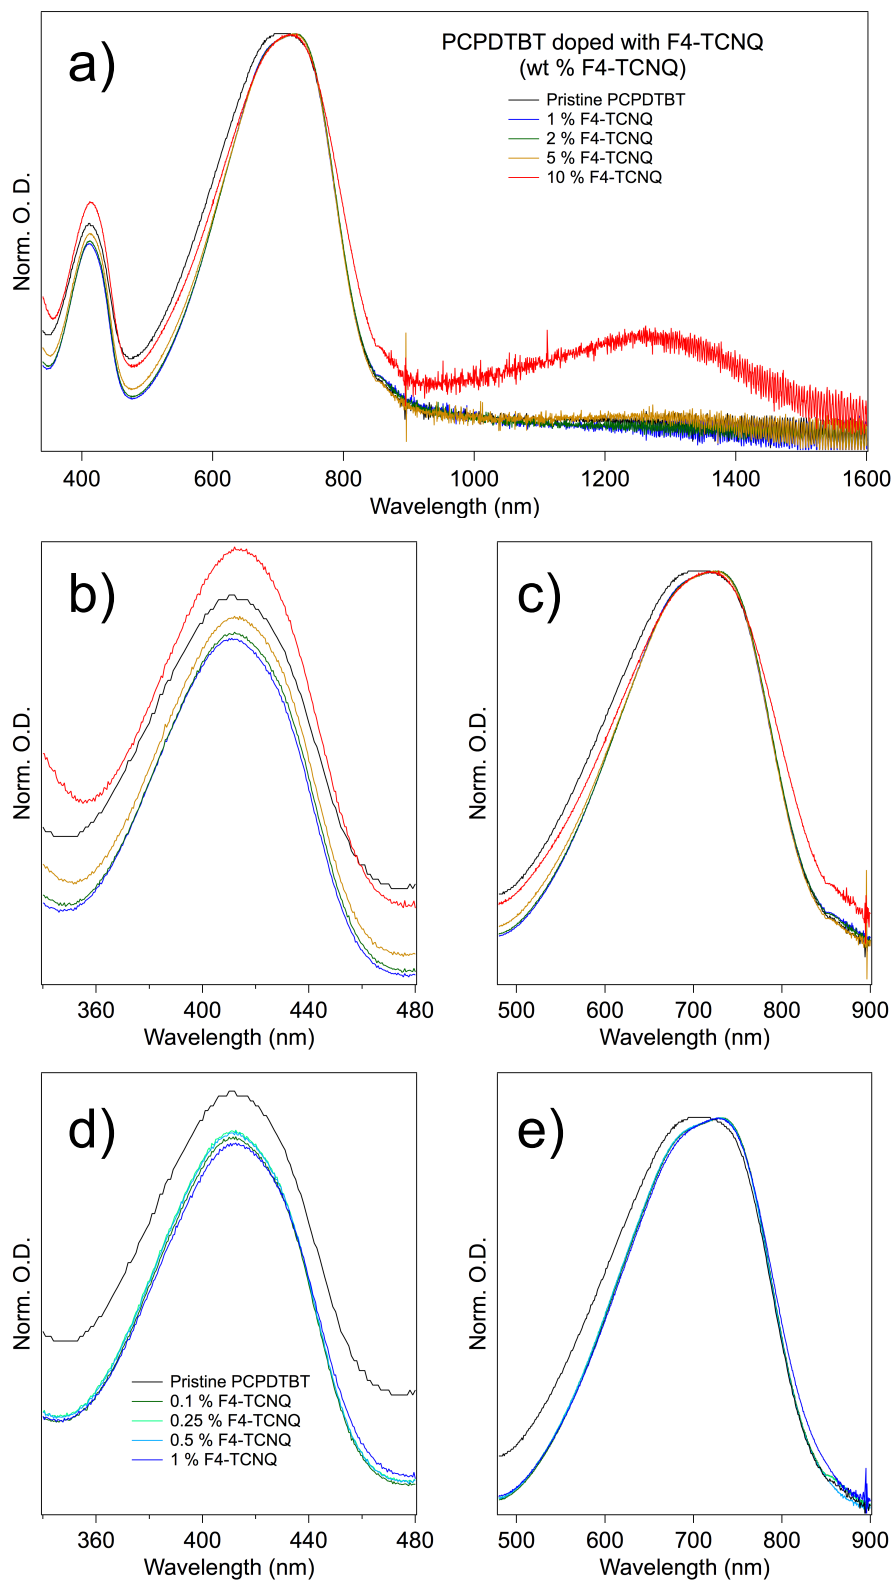 a)
PCPDTBT doped with F4-TCNQ
(wt % F4-TCNQ)
Pristine PCPDTBT
1 % F4-TCNQ
2 % F4-TCNQ
5 % F4-TCNQ
10 % F4-TCNQ
Norm. O. D.
400 600 800 1000 1200 1400 1600
Wavelength (nm)
b)
Norm. O.D.
360 400 440 480
Wavelength (nm)
c)
Norm. O.D.
500 600 700 800 900
Wavelength (nm)
d)
Pristine PCPDTBT
0.1 % F4-TCNQ
0.25 % F4-TCNQ
0.5 % F4-TCNQ
1 % F4-TCNQ
Norm. O.D.
360 400 440 480
Wavelength (nm)
e)
Norm. O.D.
500 600 700 800 900
Wavelength (nm)